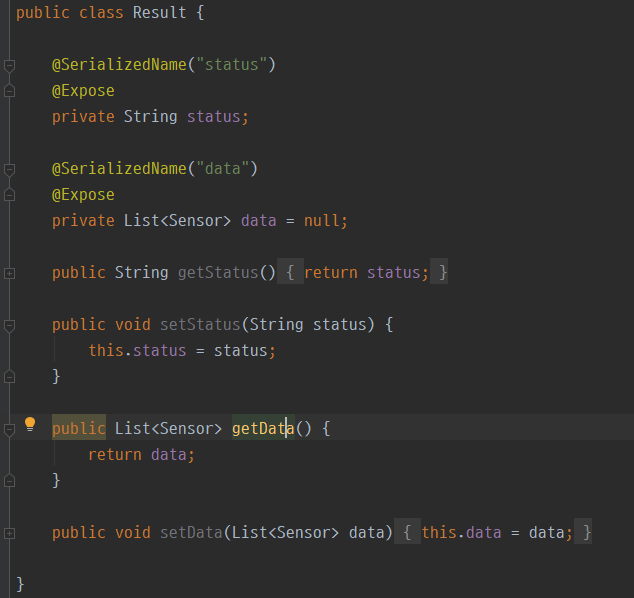 public class Result {
@SerializedName("status")
@Expose
private String status;
@SerializedName("data")
@Expose
private List<Sensor> data = null;
public String getStatus() { return status; }
public void setStatus(String status) {
this.status = status;
}
public List<Sensor> getData() {
return data;
}
public void setData(List<Sensor> data) { this.data = data; }
}